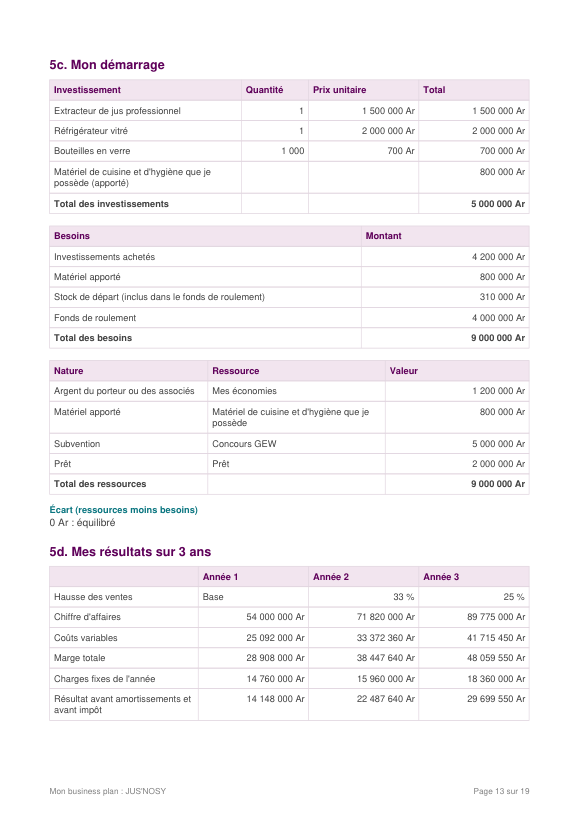 5c. Mon démarrage
Investissement Quantité Prix unitaire Total
Extracteur de jus professionnel 1 1 500 000 Ar 1 500 000 Ar
Réfrigérateur vitré 1 2 000 000 Ar 2 000 000 Ar
Bouteilles en verre 1 000 700 Ar 700 000 Ar
Matériel de cuisine et d'hygiène que je
possède (apporté) 800 000 Ar
Total des investissements 5 000 000 Ar
Besoins Montant
Investissements achetés 4 200 000 Ar
Matériel apporté 800 000 Ar
Stock de départ (inclus dans le fonds de roulement) 310 000 Ar
Fonds de roulement 4 000 000 Ar
Total des besoins 9 000 000 Ar
Nature Ressource Valeur
Argent du porteur ou des associés Mes économies 1 200 000 Ar
Matériel apporté Matériel de cuisine et d'hygiène que je
possède 800 000 Ar
Subvention Concours GEW 5 000 000 Ar
Prêt Prêt 2 000 000 Ar
Total des ressources 9 000 000 Ar
Écart (ressources moins besoins)
0 Ar : équilibré
5d. Mes résultats sur 3 ans
Année 1 Année 2 Année 3
Hausse des ventes Base 33 % 25 %
Chiffre d'affaires 54 000 000 Ar 71 820 000 Ar 89 775 000 Ar
Coûts variables 25 092 000 Ar 33 372 360 Ar 41 715 450 Ar
Marge totale 28 908 000 Ar 38 447 640 Ar 48 059 550 Ar
Charges fixes de l'année 14 760 000 Ar 15 960 000 Ar 18 360 000 Ar
Résultat avant amortissements et
avant impôt 14 148 000 Ar 22 487 640 Ar 29 699 550 Ar
Mon business plan : JUS'NOSY Page 13 sur 19